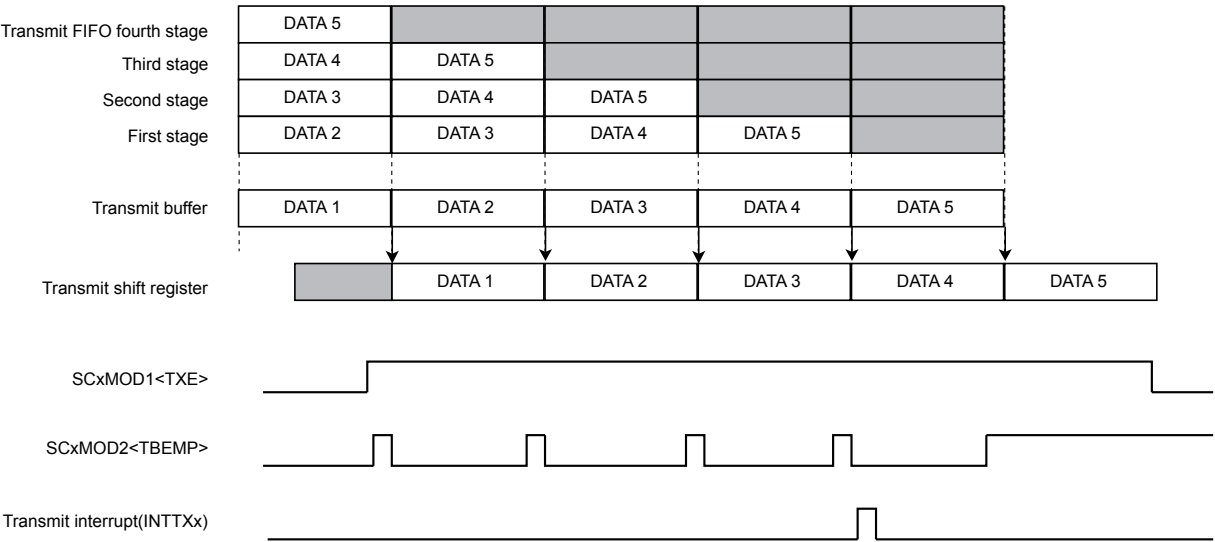 Transmit FIFO fourth stage DATA 5
Third stage DATA 4 DATA 5
Second stage DATA 3 DATA 4 DATA 5
First stage DATA 2 DATA 3 DATA 4 DATA 5
Transmit buffer DATA 1 DATA 2 DATA 3 DATA 4 DATA 5
Transmit shift register DATA 1 DATA 2 DATA 3 DATA 4 DATA 5
SCxMOD1<TXE>
SCxMOD2<TBEMP>
Transmit interrupt(INTTXx)